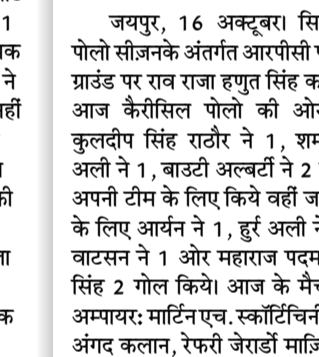 1
क
ने
हीं
की
ा
क
जयपुर, 16 अक्टूबर। सि
पोलो सीज़नके अंतर्गत आरपीसी
ग्राउंड पर राव राजा हणुत सिंह क
आज कैरीसिल पोलो की ओ
कुलदीप सिंह राठौर ने 1, शम
अली ने 1, बाउटी अल्बर्टी ने 2
अपनी टीम के लिए किये वहीं ज
के लिए आर्यन ने 1, हुर्र अली
वाटसन ने 1 ओर महाराज पदम
सिंह 2 गोल किये। आज के मै
अम्पायर: मार्टिन एच. स्कॉर्टिचिन
अंगद कलान, रेफरी जेरार्डो माज़ि